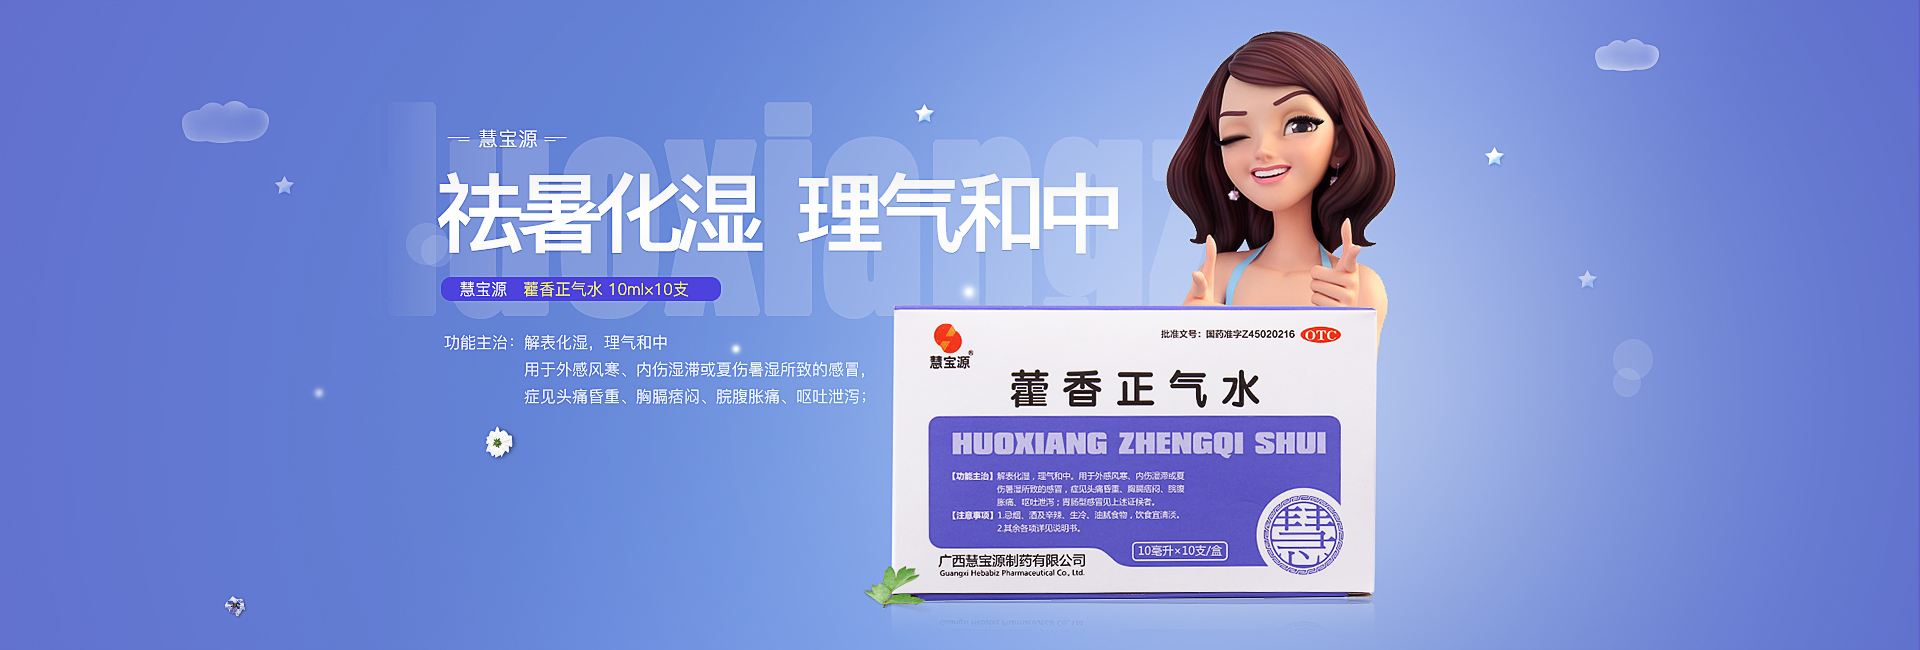 慧宝源
huoxiangz
祛暑化湿 理气和中
慧宝源 藿香正气水 10ml×10支
功能主治：解表化湿，理气和中
用于外感风寒、内伤湿滞或夏伤暑湿所致的感冒，
症见头痛昏重、胸膈痞闷、脘腹胀痛、呕吐泄泻；
慧宝源®
批准文号：国药准字Z45020216 OTC
藿香正气水
HUOXIANG ZHENGQI SHUI
【功能主治】解表化湿，理气和中。用于外感风寒、内伤湿滞或夏
伤暑湿所致的感冒，症见头痛昏重、胸膈痞闷、脘腹
胀痛、呕吐泄泻；胃肠型感冒见上述证候者。
【注意事项】1.忌烟、酒及辛辣、生冷、油腻食物，饮食宜清淡。
2.其余各项详见说明书。
10毫升×10支/盒
慧
广西慧宝源制药有限公司
Guangxi Hebabiz Pharmaceutical Co., Ltd.